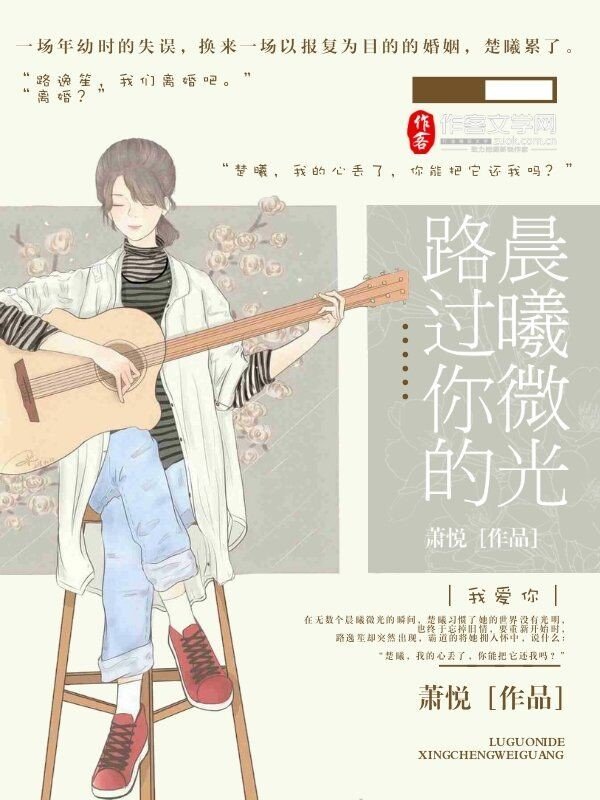 一场年幼时的失误，换来一场以报复为目的的婚姻，楚曦累了。
“路逸笙，我们离婚吧。”
“离婚？”
作客
作客文学网
zuok.com.cn
“楚曦，我的心丢了，你能把它还我吗？”
晨曦微光
路过你的
萧悦［作品］
我爱你
在无数个晨曦微光的瞬间，楚曦习惯了她的世界没有光明，
也终于忘掉旧情，要重新开始时，
路逸笙却突然出现，霸道的将她拥入怀中，说什么：
“楚曦，我的心丢了，你能把它还我吗？”
萧悦［作品］
LUGUONIDE
XINGCHENGWEIGUANG